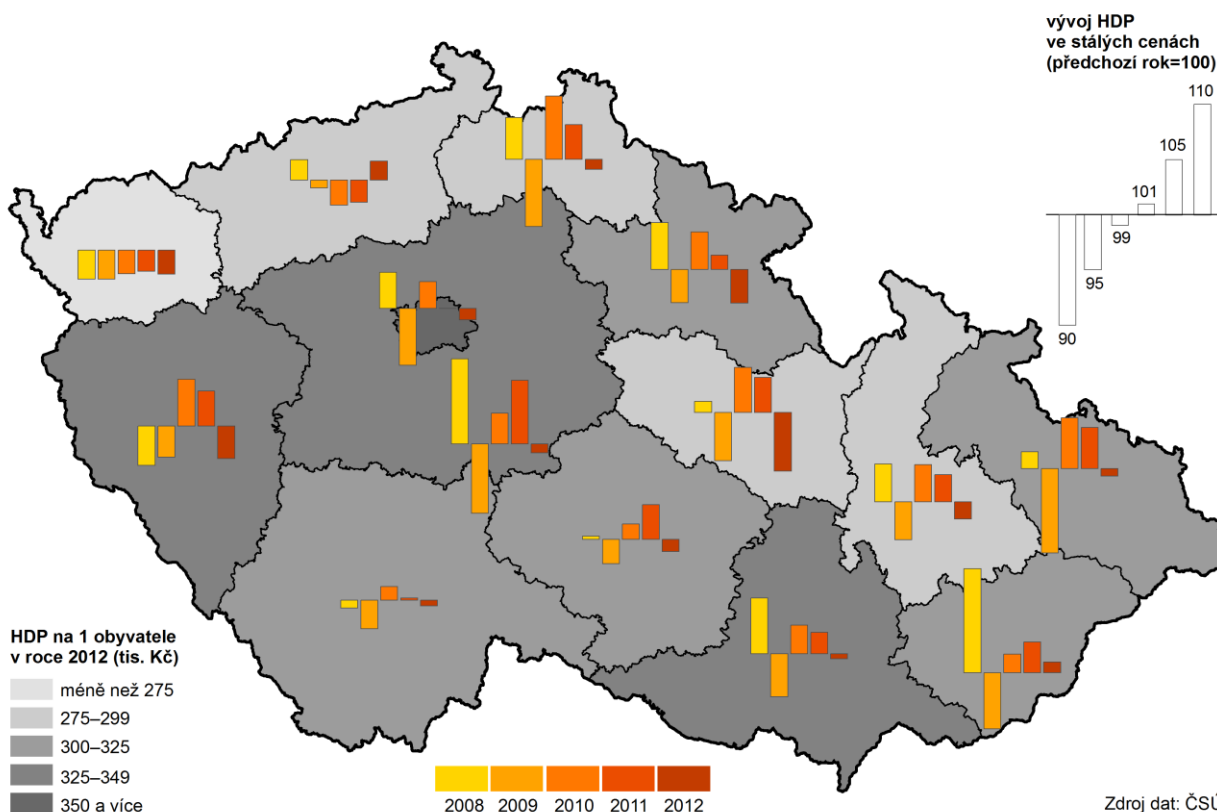 vývoj HDP
ve stálých cenách
(předchozí rok=100)
110
105
101
99
95
90
HDP na 1 obyvatele
v roce 2012 (tis. Kč)
méně než 275
275–299
300–325
325–349
350 a více
2008 2009 2010 2011 2012
Zdroj dat: ČSÚ